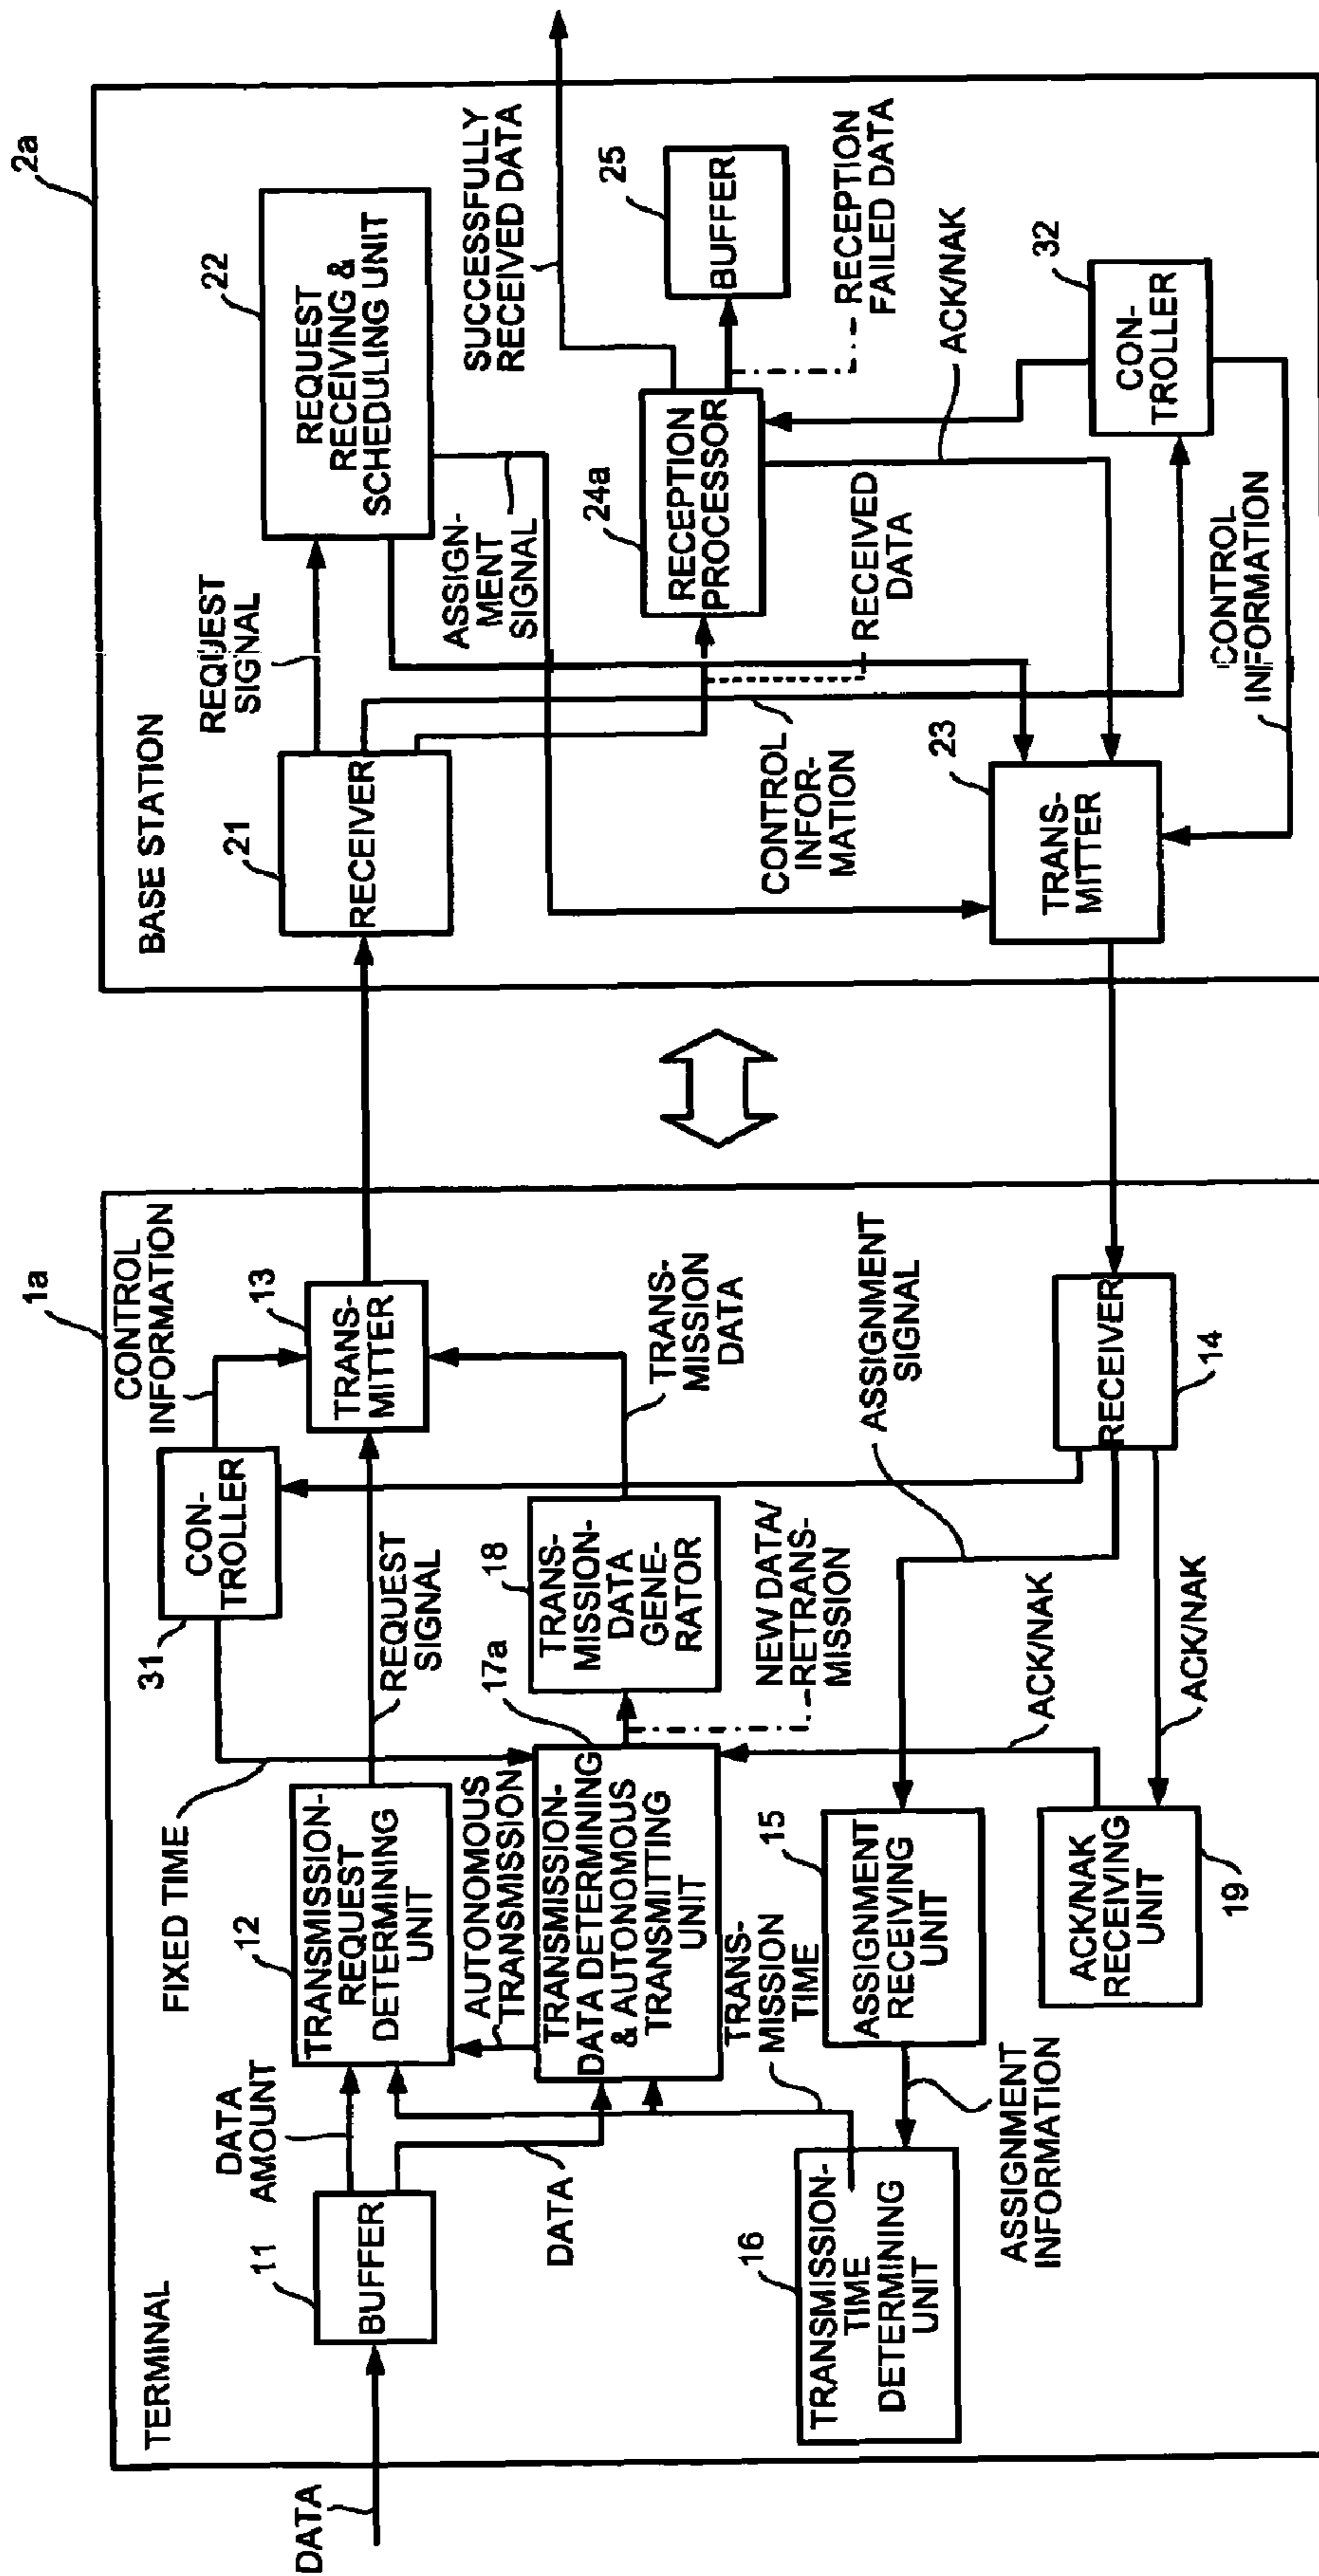 DATA
TERMINAL
1a
11
BUFFER
DATA
AMOUNT
DATA
FIXED TIME
12
TRANSMISSION-
REQUEST
DETERMINING
UNIT
AUTONOMOUS
TRANSMISSION
31
CON-
TROLLER
CONTROL
INFORMATION
REQUEST
SIGNAL
13
TRANS-
MITTER
17a
TRANSMISSION-
DATA DETERMINING
& AUTONOMOUS
TRANSMITTING
UNIT
18
TRANS-
MISSION-
DATA
GENE-
RATOR
TRANS-
MISSION
DATA
NEW DATA/
RETRANS-
MISSION
16
TRANSMISSION-
TIME
DETERMINING
UNIT
TRANS-
MISSION
TIME
15
ASSIGNMENT
RECEIVING
UNIT
ASSIGNMENT
INFORMATION
ASSIGNMENT
SIGNAL
ACK/NAK
ACK/NAK
RECEIVING
UNIT
19
ACK/NAK
RECEIVER
14
BASE STATION
2a
21
RECEIVER
REQUEST
SIGNAL
22
REQUEST
RECEIVING &
SCHEDULING UNIT
ASSIGN-
MENT
SIGNAL
SUCCESSFULLY
RECEIVED DATA
24a
RECEPTION
PROCESSOR
25
BUFFER
RECEPTION
FAILED DATA
RECEIVED
DATA
CONTROL
INFOR-
MATION
ACK/NAK
23
TRANS-
MITTER
32
CON-
TROLLER
CONTROL
INFORMATION